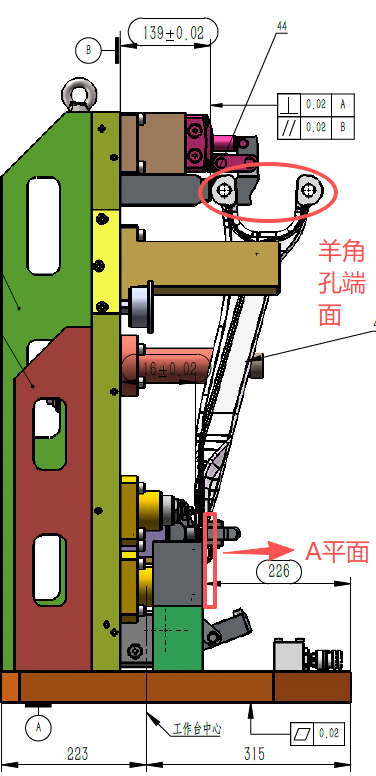 139±0.02
44
B
⊥ 0.02 A
// 0.02 B
羊角
孔端
面
16±0.02
A平面
226
⏥ 0.02
A
工作台中心
223
315